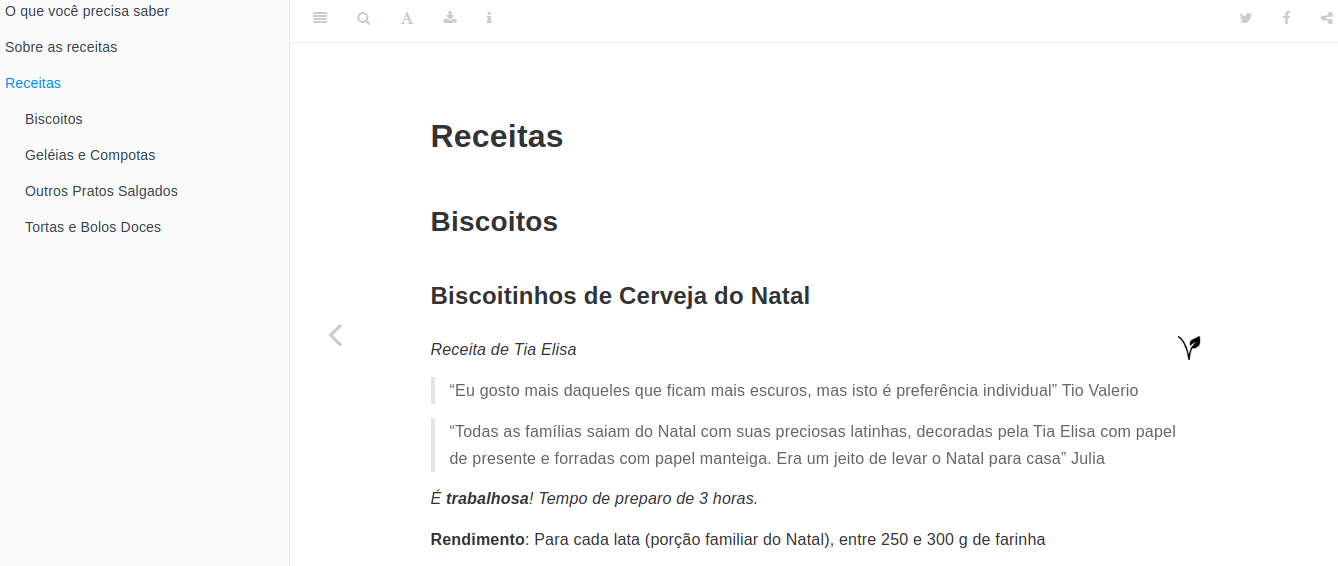 O que você precisa saber
Sobre as receitas
Receitas
Biscoitos
Geléias e Compotas
Outros Pratos Salgados
Tortas e Bolos Doces
Receitas
Biscoitos
Biscoitinhos de Cerveja do Natal
Receita de Tia Elisa
“Eu gosto mais daqueles que ficam mais escuros, mas isto é preferência individual” Tio Valerio
“Todas as famílias saiam do Natal com suas preciosas latinhas, decoradas pela Tia Elisa com papel
de presente e forradas com papel manteiga. Era um jeito de levar o Natal para casa” Julia
É trabalhosa! Tempo de preparo de 3 horas.
Rendimento: Para cada lata (porção familiar do Natal), entre 250 e 300 g de farinha